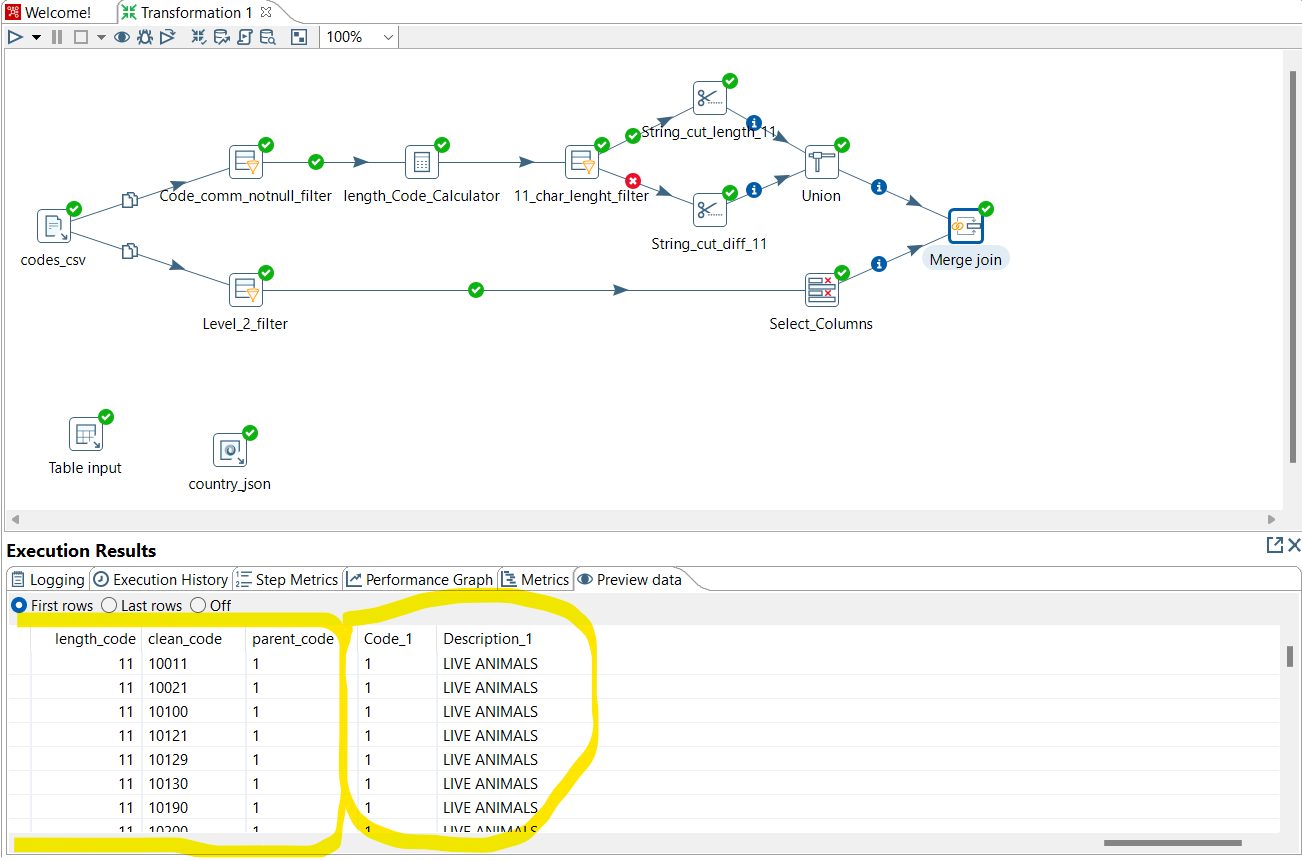 Welcome! Transformation 1
100%
String_cut_length_11
Code_comm_notnull_filter length_Code_Calculator 11_char_lenght_filter Union
String_cut_diff_11
codes_csv Merge join
Level_2_filter Select_Columns
Table input
country_json
Execution Results
Logging Execution History Step Metrics Performance Graph Metrics Preview data
First rows Last rows Off
length_code clean_code parent_code Code_1 Description_1
11 10011 1 1 LIVE ANIMALS
11 10021 1 1 LIVE ANIMALS
11 10100 1 1 LIVE ANIMALS
11 10121 1 1 LIVE ANIMALS
11 10129 1 1 LIVE ANIMALS
11 10130 1 1 LIVE ANIMALS
11 10190 1 1 LIVE ANIMALS
11 10200 1 1 LIVE ANIMALS